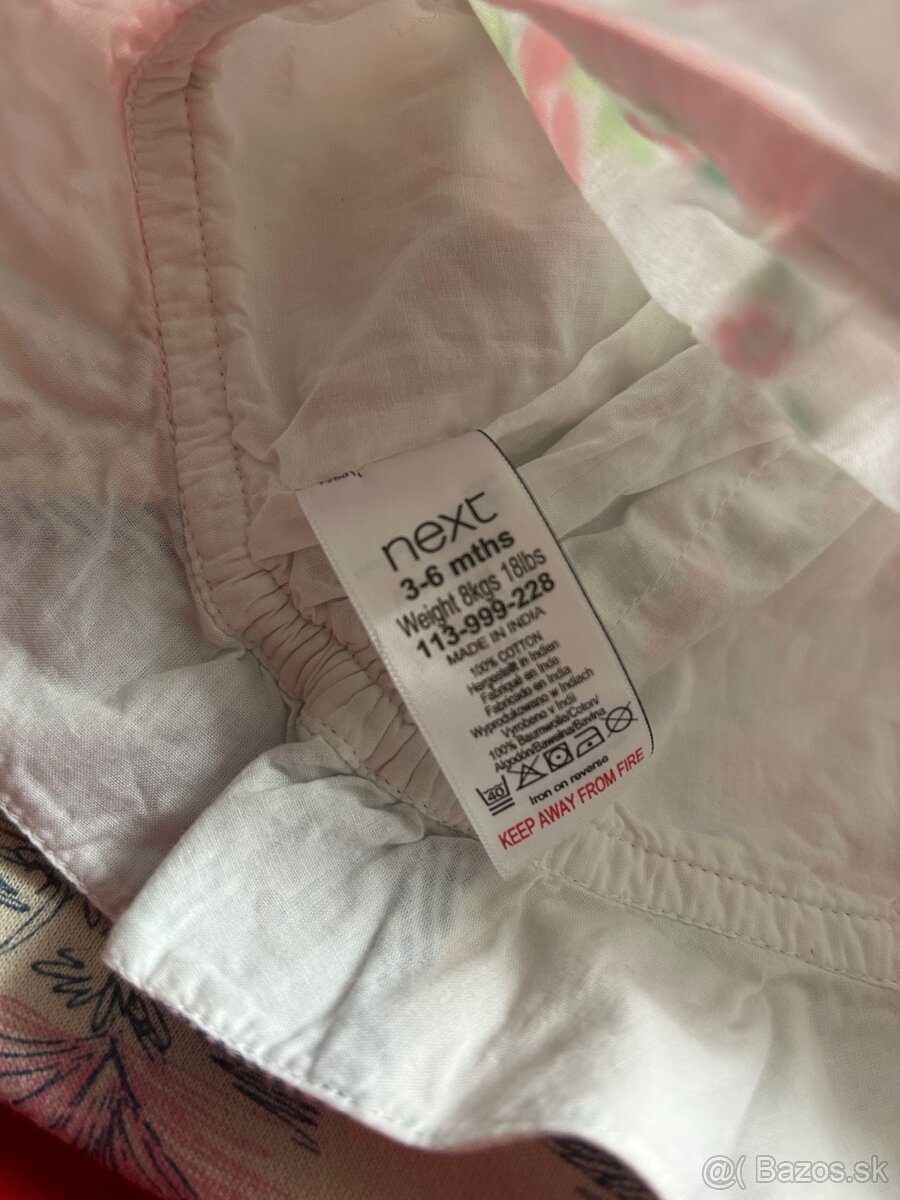 next
3-6 mths
Weight 8kgs 18lbs
113-999-228
MADE IN INDIA
100% COTTON
Hergestellt in Indien
Fabriqué en Inde
Fabricado en India
Wyprodukowano w Indiach
Vyrobeno v Indii
100% Baumwolle/Coton/
Algodón/Bawełna/Bavlna
40
Iron on reverse
KEEP AWAY FROM FIRE
@( Bazos.sk